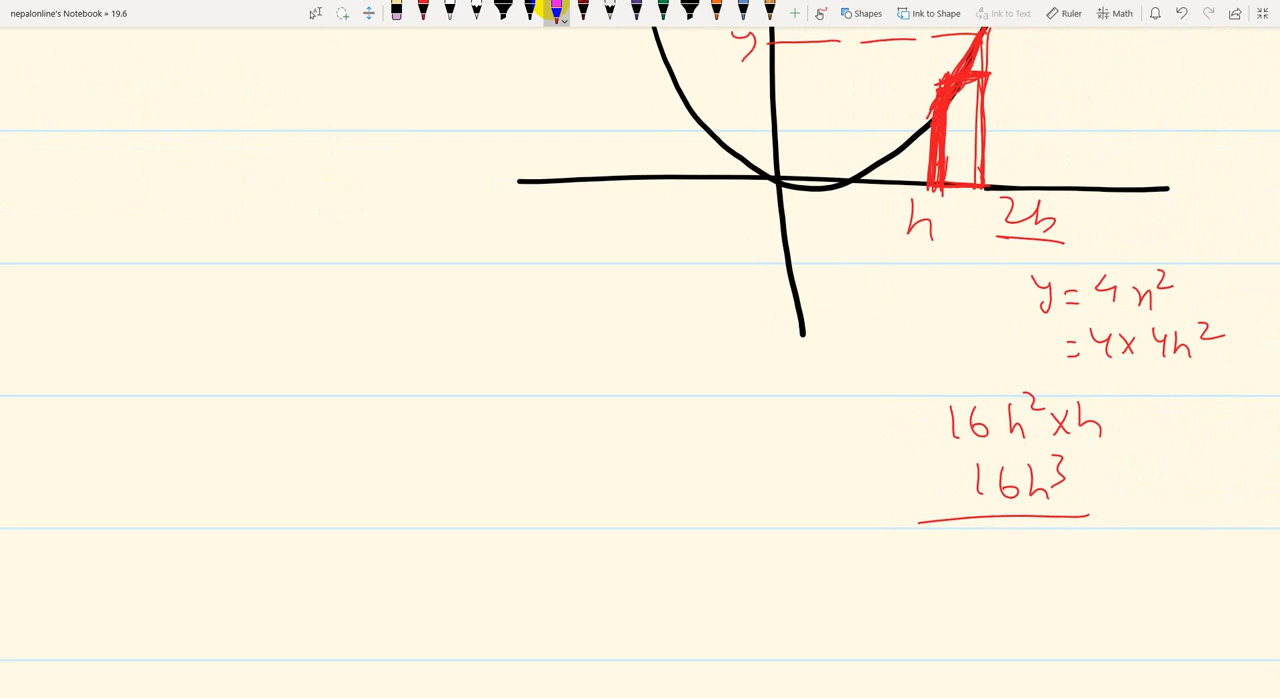 nepalonline's Notebook » 19.6
Shapes Ink to Shape Ink to Text Ruler Math
y
h 2h
y = 4x²
= 4 × 4h²
16h² × h
16h³